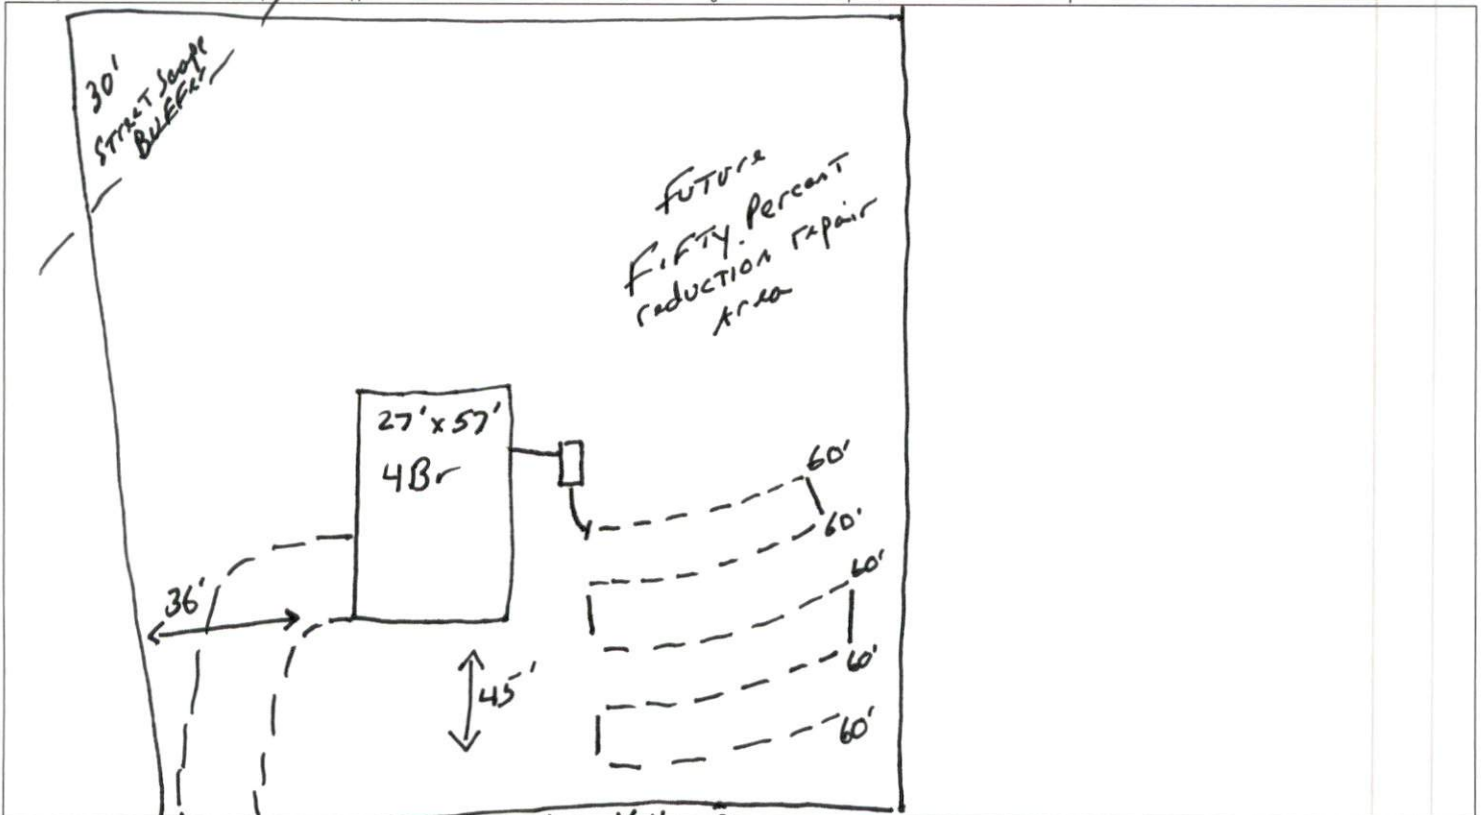 30'
STreeT Scape
BUFFer
FuTure
FiFTY Percent
reduction repair
Area
27' x 57'
4Br
60'
60'
60'
36'
60'
45'
60'